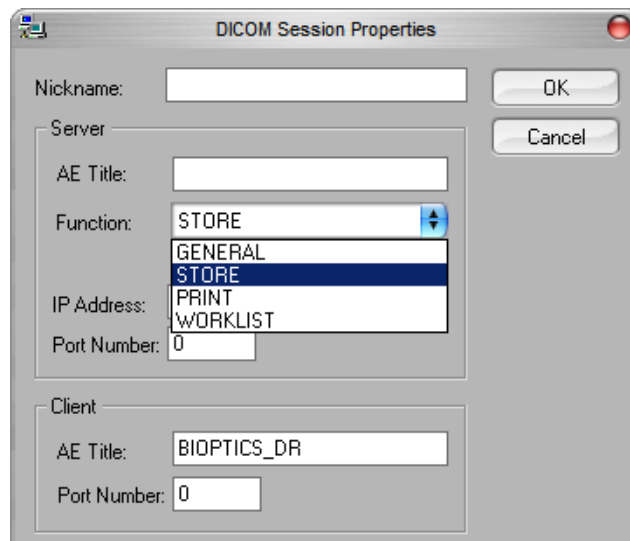 DICOM Session Properties
Nickname:
OK
Server
Cancel
AE Title:
Function: STORE
GENERAL
STORE
PRINT
WORKLIST
IP Address:
Port Number: 0
Client
AE Title: BIOPTICS_DR
Port Number: 0